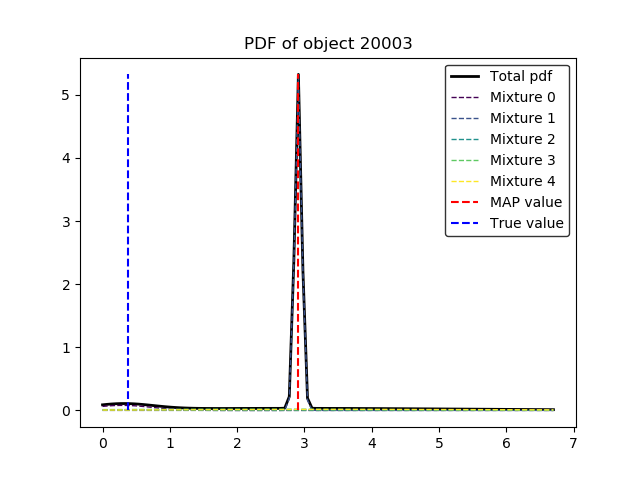 PDF of object 20003
Total pdf
Mixture 0
Mixture 1
Mixture 2
Mixture 3
Mixture 4
MAP value
True value
5
4
3
2
1
0
0 1 2 3 4 5 6 7